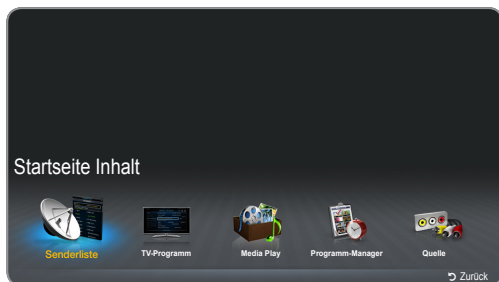 Startseite Inhalt
Senderliste TV-Programm Media Play Programm-Manager Quelle
Zurück